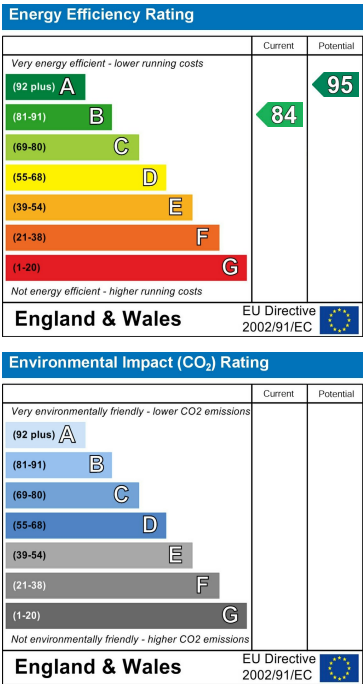 Energy Efficiency Rating
Current Potential
Very energy efficient - lower running costs
(92 plus) A
95
(81-91) B
84
(69-80) C
(55-68) D
(39-54) E
(21-38) F
(1-20) G
Not energy efficient - higher running costs
England & Wales
EU Directive
2002/91/EC
Environmental Impact (CO₂) Rating
Current Potential
Very environmentally friendly - lower CO2 emissions
(92 plus) A
(81-91) B
(69-80) C
(55-68) D
(39-54) E
(21-38) F
(1-20) G
Not environmentally friendly - higher CO2 emissions
England & Wales
EU Directive
2002/91/EC